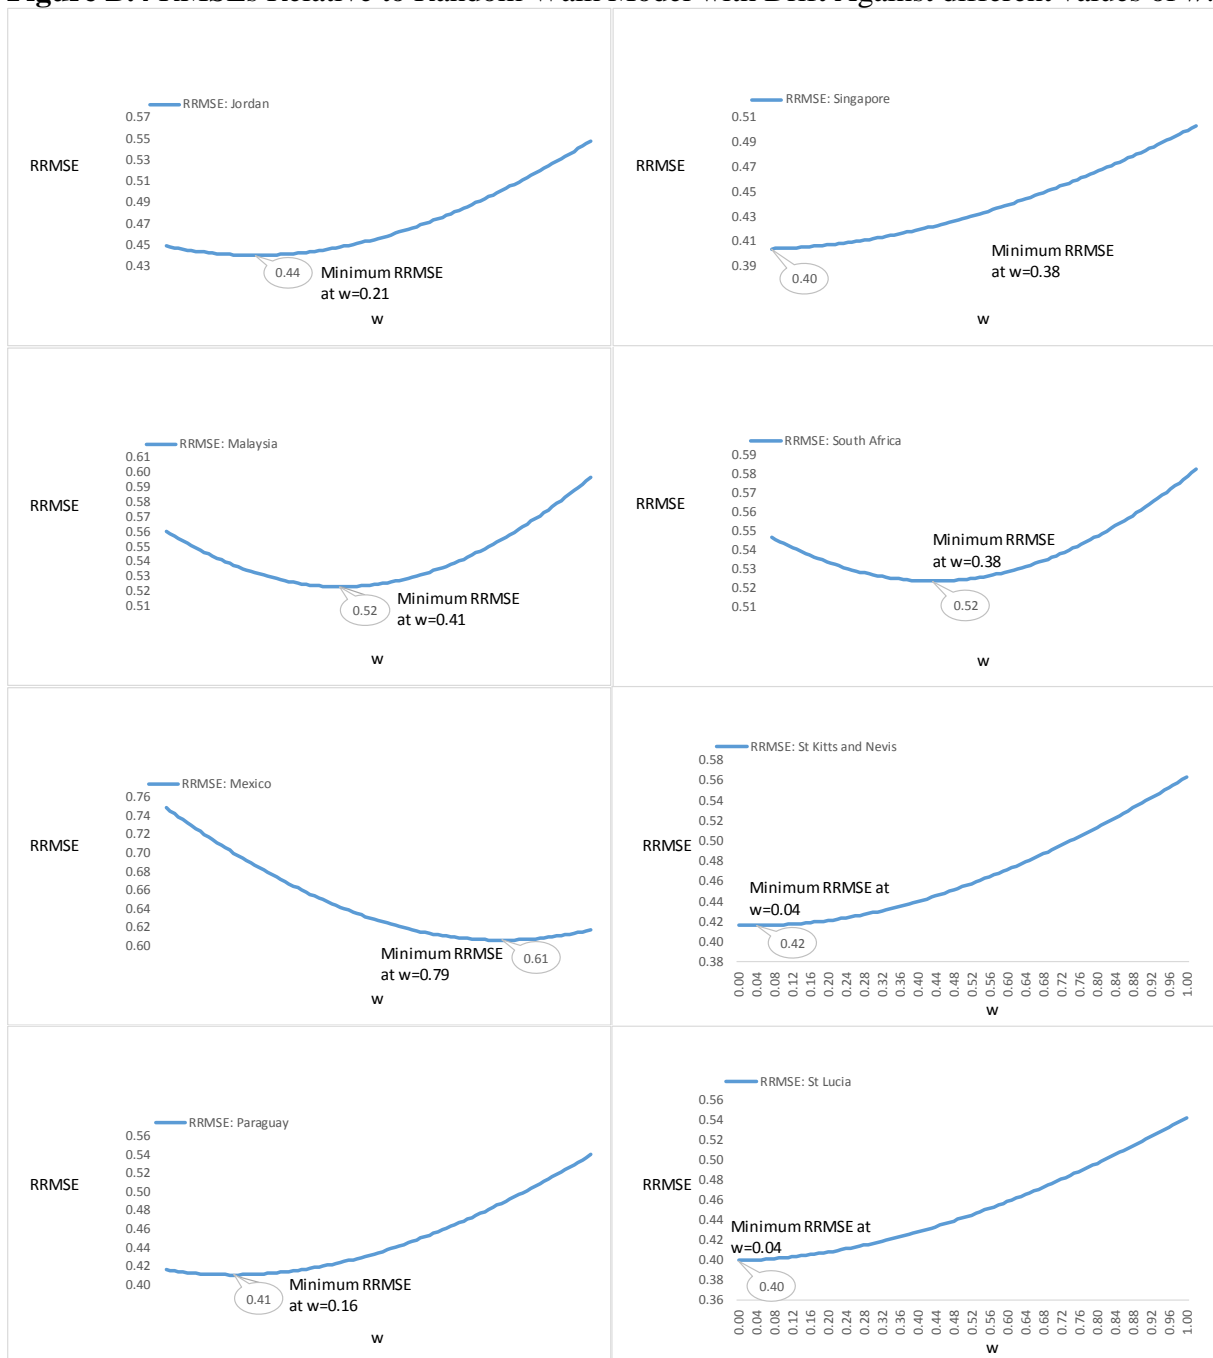 RRMSE: Jordan
0.57
0.55
0.53
0.51
0.49
0.47
0.45
0.43
RRMSE
0.44
Minimum RRMSE
at w=0.21
w
RRMSE: Singapore
0.51
0.49
0.47
0.45
0.43
0.41
0.39
RRMSE
0.40
Minimum RRMSE
at w=0.38
w
RRMSE: Malaysia
0.61
0.60
0.59
0.58
0.57
0.56
0.55
0.54
0.53
0.52
0.51
RRMSE
0.52
Minimum RRMSE
at w=0.41
w
RRMSE: South Africa
0.59
0.58
0.57
0.56
0.55
0.54
0.53
0.52
0.51
RRMSE
Minimum RRMSE
at w=0.38
0.52
w
RRMSE: Mexico
0.76
0.74
0.72
0.70
0.68
0.66
0.64
0.62
0.60
RRMSE
Minimum RRMSE
at w=0.79
0.61
w
RRMSE: St Kitts and Nevis
0.58
0.56
0.54
0.52
0.50
0.48
0.46
0.44
0.42
0.40
0.38
RRMSE
Minimum RRMSE at
w=0.04
0.42
0.00 0.04 0.08 0.12 0.16 0.20 0.24 0.28 0.32 0.36 0.40 0.44 0.48 0.52 0.56 0.60 0.64 0.68 0.72 0.76 0.80 0.84 0.88 0.92 0.96 1.00
w
RRMSE: Paraguay
0.56
0.54
0.52
0.50
0.48
0.46
0.44
0.42
0.40
RRMSE
0.41
Minimum RRMSE
at w=0.16
w
RRMSE: St Lucia
0.56
0.54
0.52
0.50
0.48
0.46
0.44
0.42
0.40
0.38
0.36
RRMSE
Minimum RRMSE at
w=0.04
0.40
0.00 0.04 0.08 0.12 0.16 0.20 0.24 0.28 0.32 0.36 0.40 0.44 0.48 0.52 0.56 0.60 0.64 0.68 0.72 0.76 0.80 0.84 0.88 0.92 0.96 1.00
w